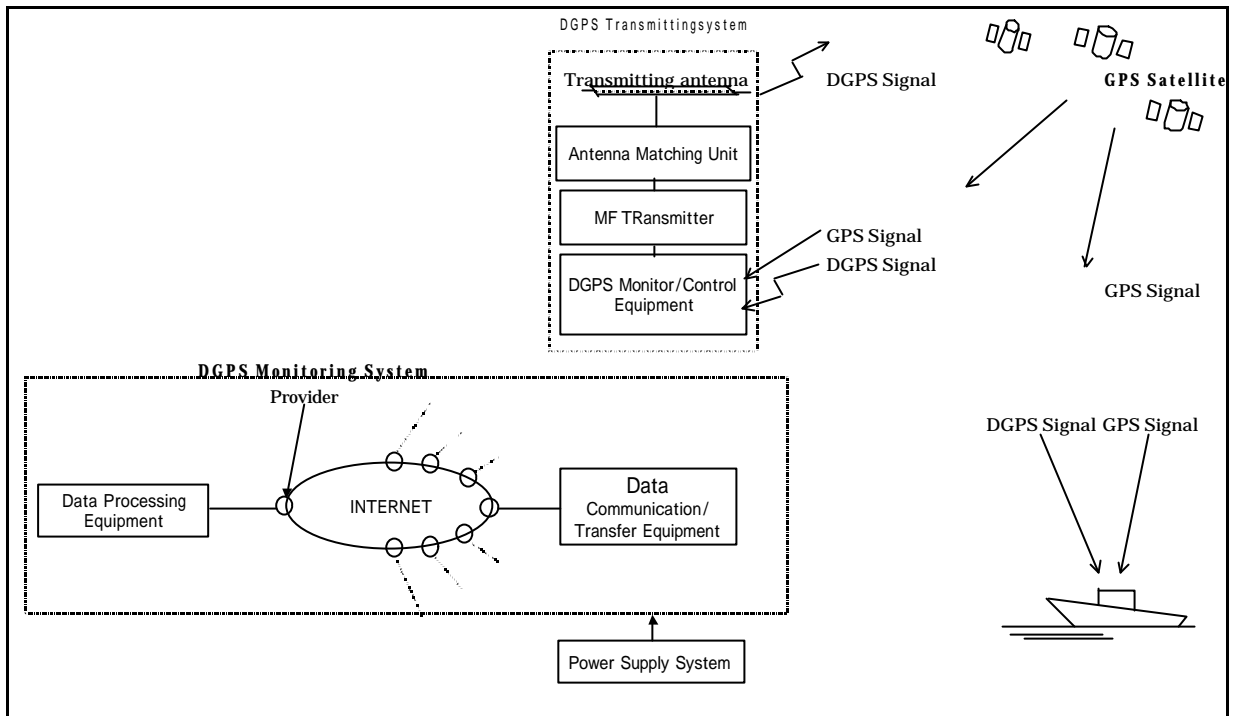 DGPS Transmittingsystem
Transmitting antenna
DGPS Signal
GPS Satellite
Antenna Matching Unit
MF TRansmitter
GPS Signal
DGPS Signal
DGPS Monitor/Control
Equipment
GPS Signal
DGPS Monitoring System
Provider
DGPS Signal GPS Signal
Data Processing
Equipment
INTERNET
Data
Communication/
Transfer Equipment
Power Supply System